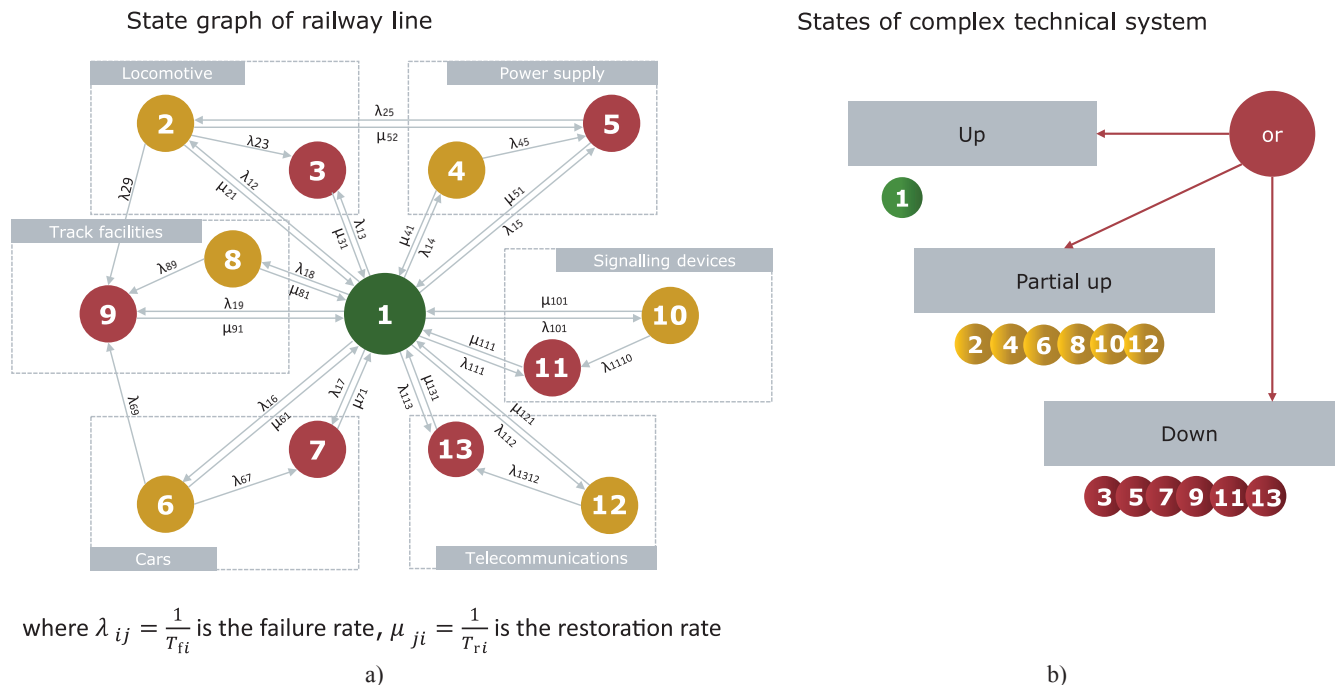 State graph of railway line
Locomotive
Power supply
2
5
3
4
λ25
μ52
λ23
λ45
λ29
λ12
μ21
λ13
μ31
μ41
λ14
μ51
λ15
Track facilities
8
9
λ89
λ18
μ81
λ19
μ91
1
Signalling devices
10
11
μ101
λ101
μ111
λ111
λ1110
λ69
λ16
μ61
λ17
μ71
λ113
μ131
μ121
λ112
6
7
λ67
Cars
13
12
λ1312
Telecommunications
where λ ij = 1/Tfi is the failure rate, μ ji = 1/Tri is the restoration rate
a)
States of complex technical system
Up
or
1
Partial up
2 4 6 8 10 12
Down
3 5 7 9 11 13
b)